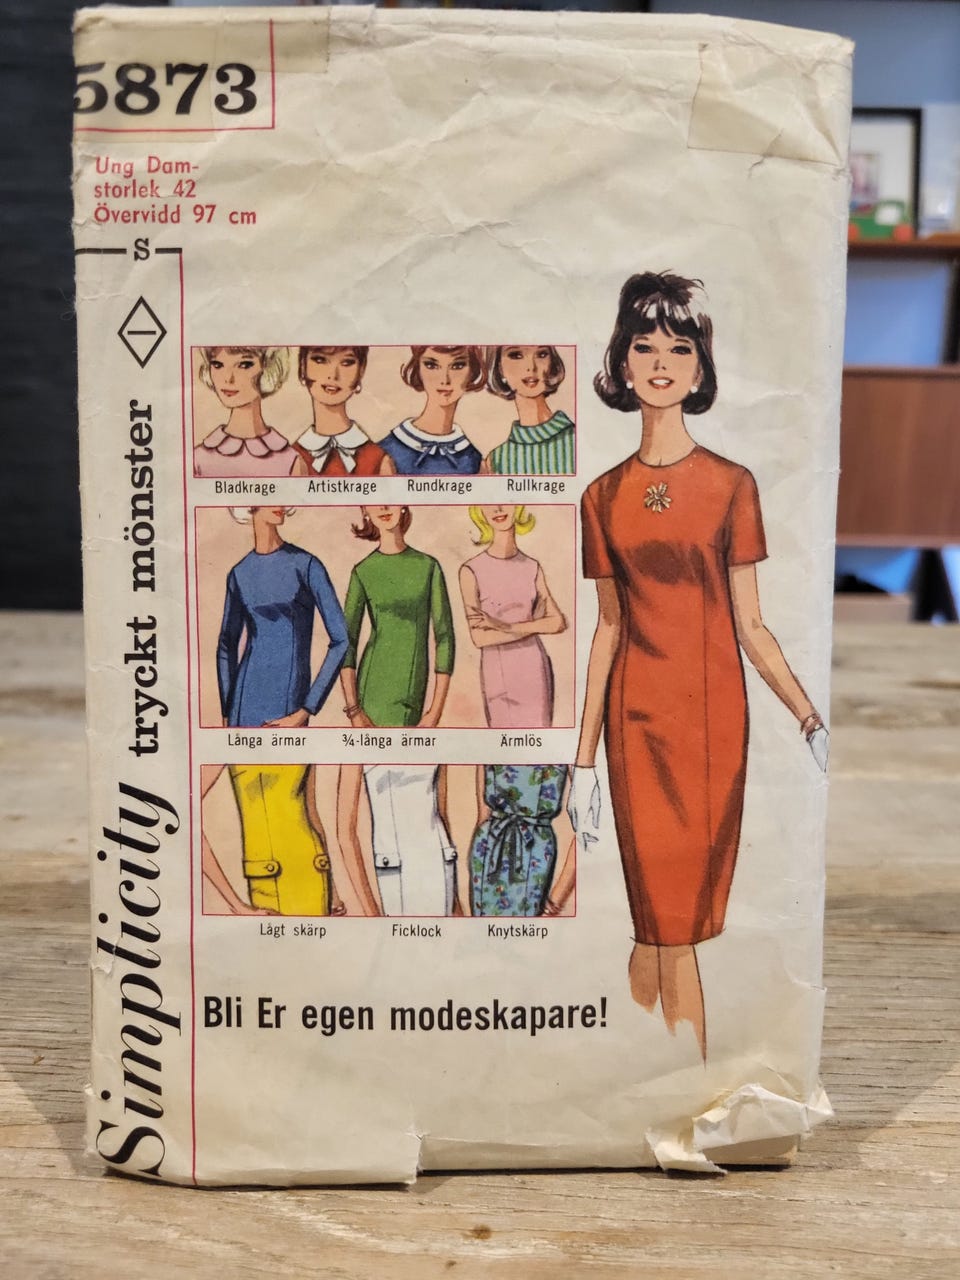 5873
Ung Dam-
storlek 42
Övervidd 97 cm
S
Simplicity tryckt mönster
Bladkrage Artistkrage Rundkrage Rullkrage
Långa ärmar ¾-långa ärmar Ärmlös
Lågt skärp Ficklock Knytskärp
Bli Er egen modeskapare!